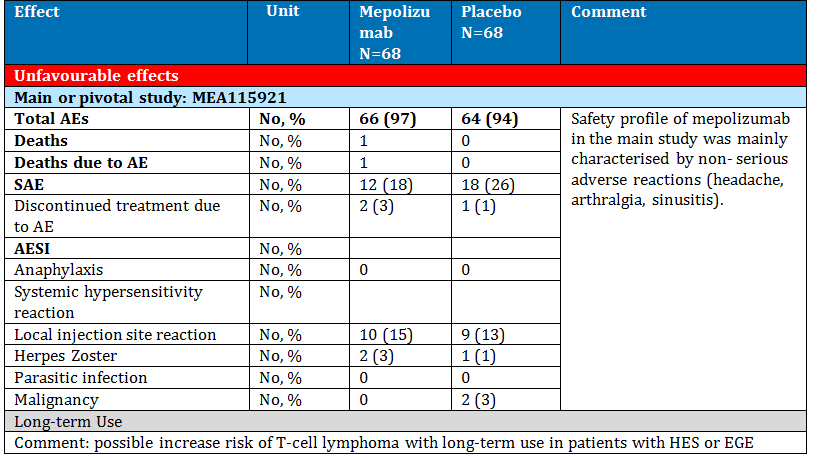 Effect Unit Mepolizu Placebo Comment
mab N=68
N=68
Unfavourable effects
Main or pivotal study: MEA115921
Total AEs No, % 66 (97) 64 (94) Safety profile of mepolizumab
Deaths No, % 1 0 in the main study was mainly
Deaths due to AE No, % 1 0 characterised by non- serious
SAE No, % 12 (18) 18 (26) adverse reactions (headache,
Discontinued treatment due No, % 2 (3) 1 (1) arthralgia, sinusitis).
to AE
AESI No, %
Anaphylaxis No, % 0 0
Systemic hypersensitivity No, %
reaction
Local injection site reaction No, % 10 (15) 9 (13)
Herpes Zoster No, % 2 (3) 1 (1)
Parasitic infection No, % 0 0
Malignancy No, % 0 2 (3)
Long-term Use
Comment: possible increase risk of T-cell lymphoma with long-term use in patients with HES or EGE